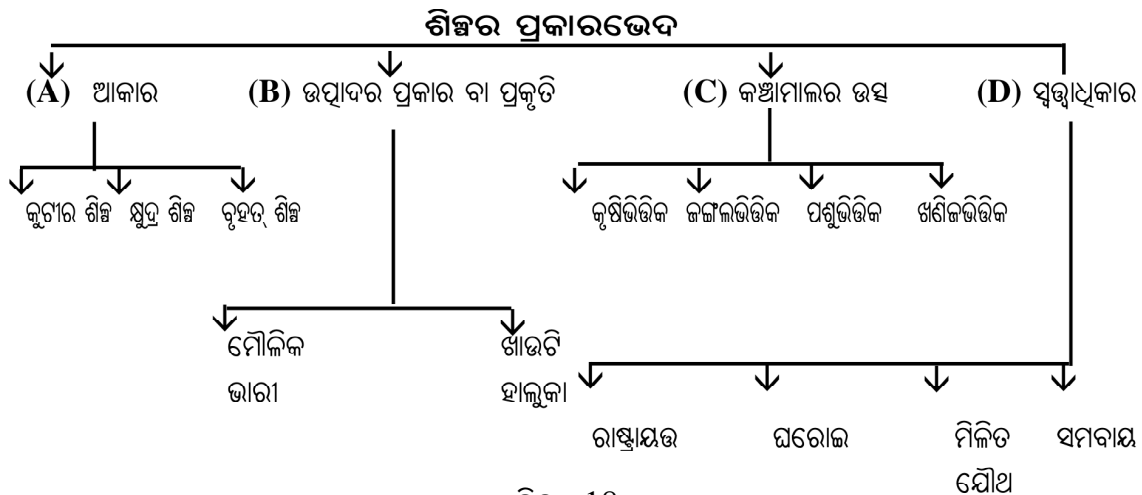 ଶିଳ୍ପର ପ୍ରକାରଭେଦ
(A) ଆକାର (B) ଉତ୍ପାଦର ପ୍ରକାର ବା ପ୍ରକୃତି (C) କଞ୍ଚାମାଲର ଉତ୍ସ (D) ସ୍ୱତ୍ତ୍ୱାଧିକାର
କୁଟୀର ଶିଳ୍ପ କ୍ଷୁଦ୍ର ଶିଳ୍ପ ବୃହତ୍ ଶିଳ୍ପ କୃଷିଭିତ୍ତିକ ଜଙ୍ଗଲଭିତ୍ତିକ ପଶୁଭିତ୍ତିକ ଖଣିଜଭିତ୍ତିକ
ମୌଳିକ ଖାଉଟି
ଭାରୀ ହାଲୁକା
ରାଷ୍ଟ୍ରାୟତ୍ତ ଘରୋଇ ମିଳିତ ସମବାୟ
ଯୌଥ